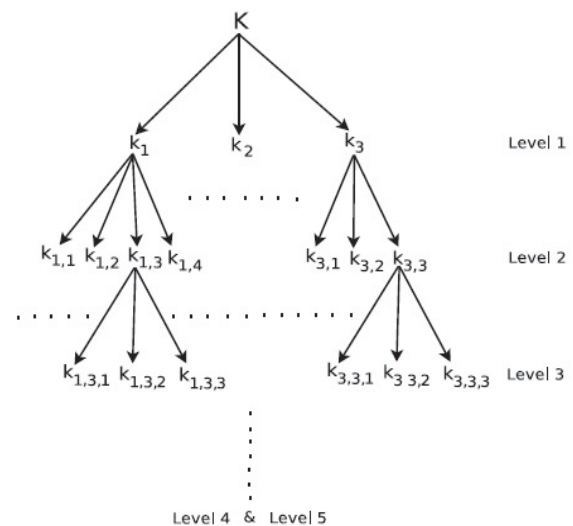 K
k1 k2 k3 Level 1
k1,1 k1,2 k1,3 k1,4 k3,1 k3,2 k3,3 Level 2
k1,3,1 k1,3,2 k1,3,3 k3,3,1 k3 3,2 k3,3,3 Level 3
Level 4 & Level 5